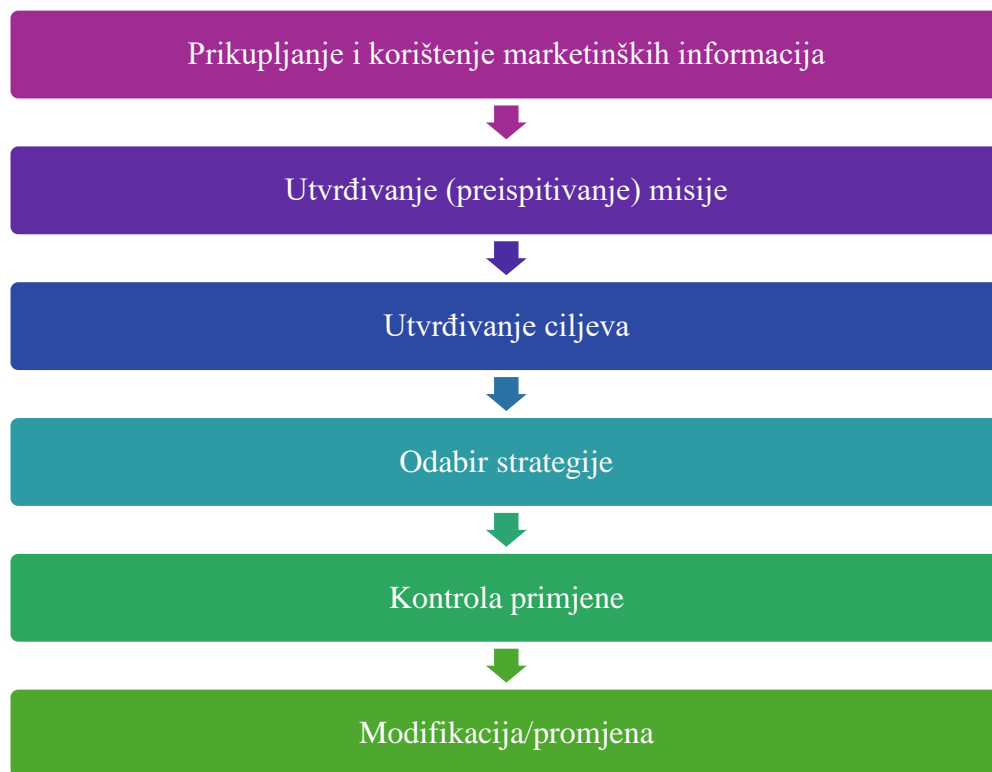 Prikupljanje i korištenje marketinških informacija
Utvrđivanje (preispitivanje) misije
Utvrđivanje ciljeva
Odabir strategije
Kontrola primjene
Modifikacija/promjena